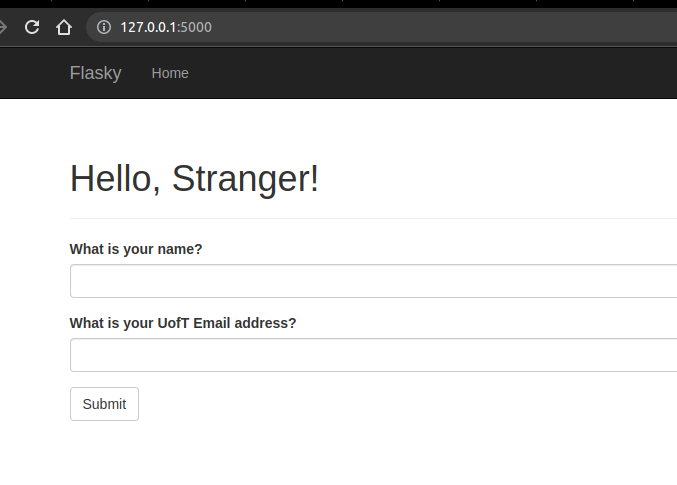 127.0.0.1:5000
Flasky Home
Hello, Stranger!
What is your name?
What is your UofT Email address?
Submit